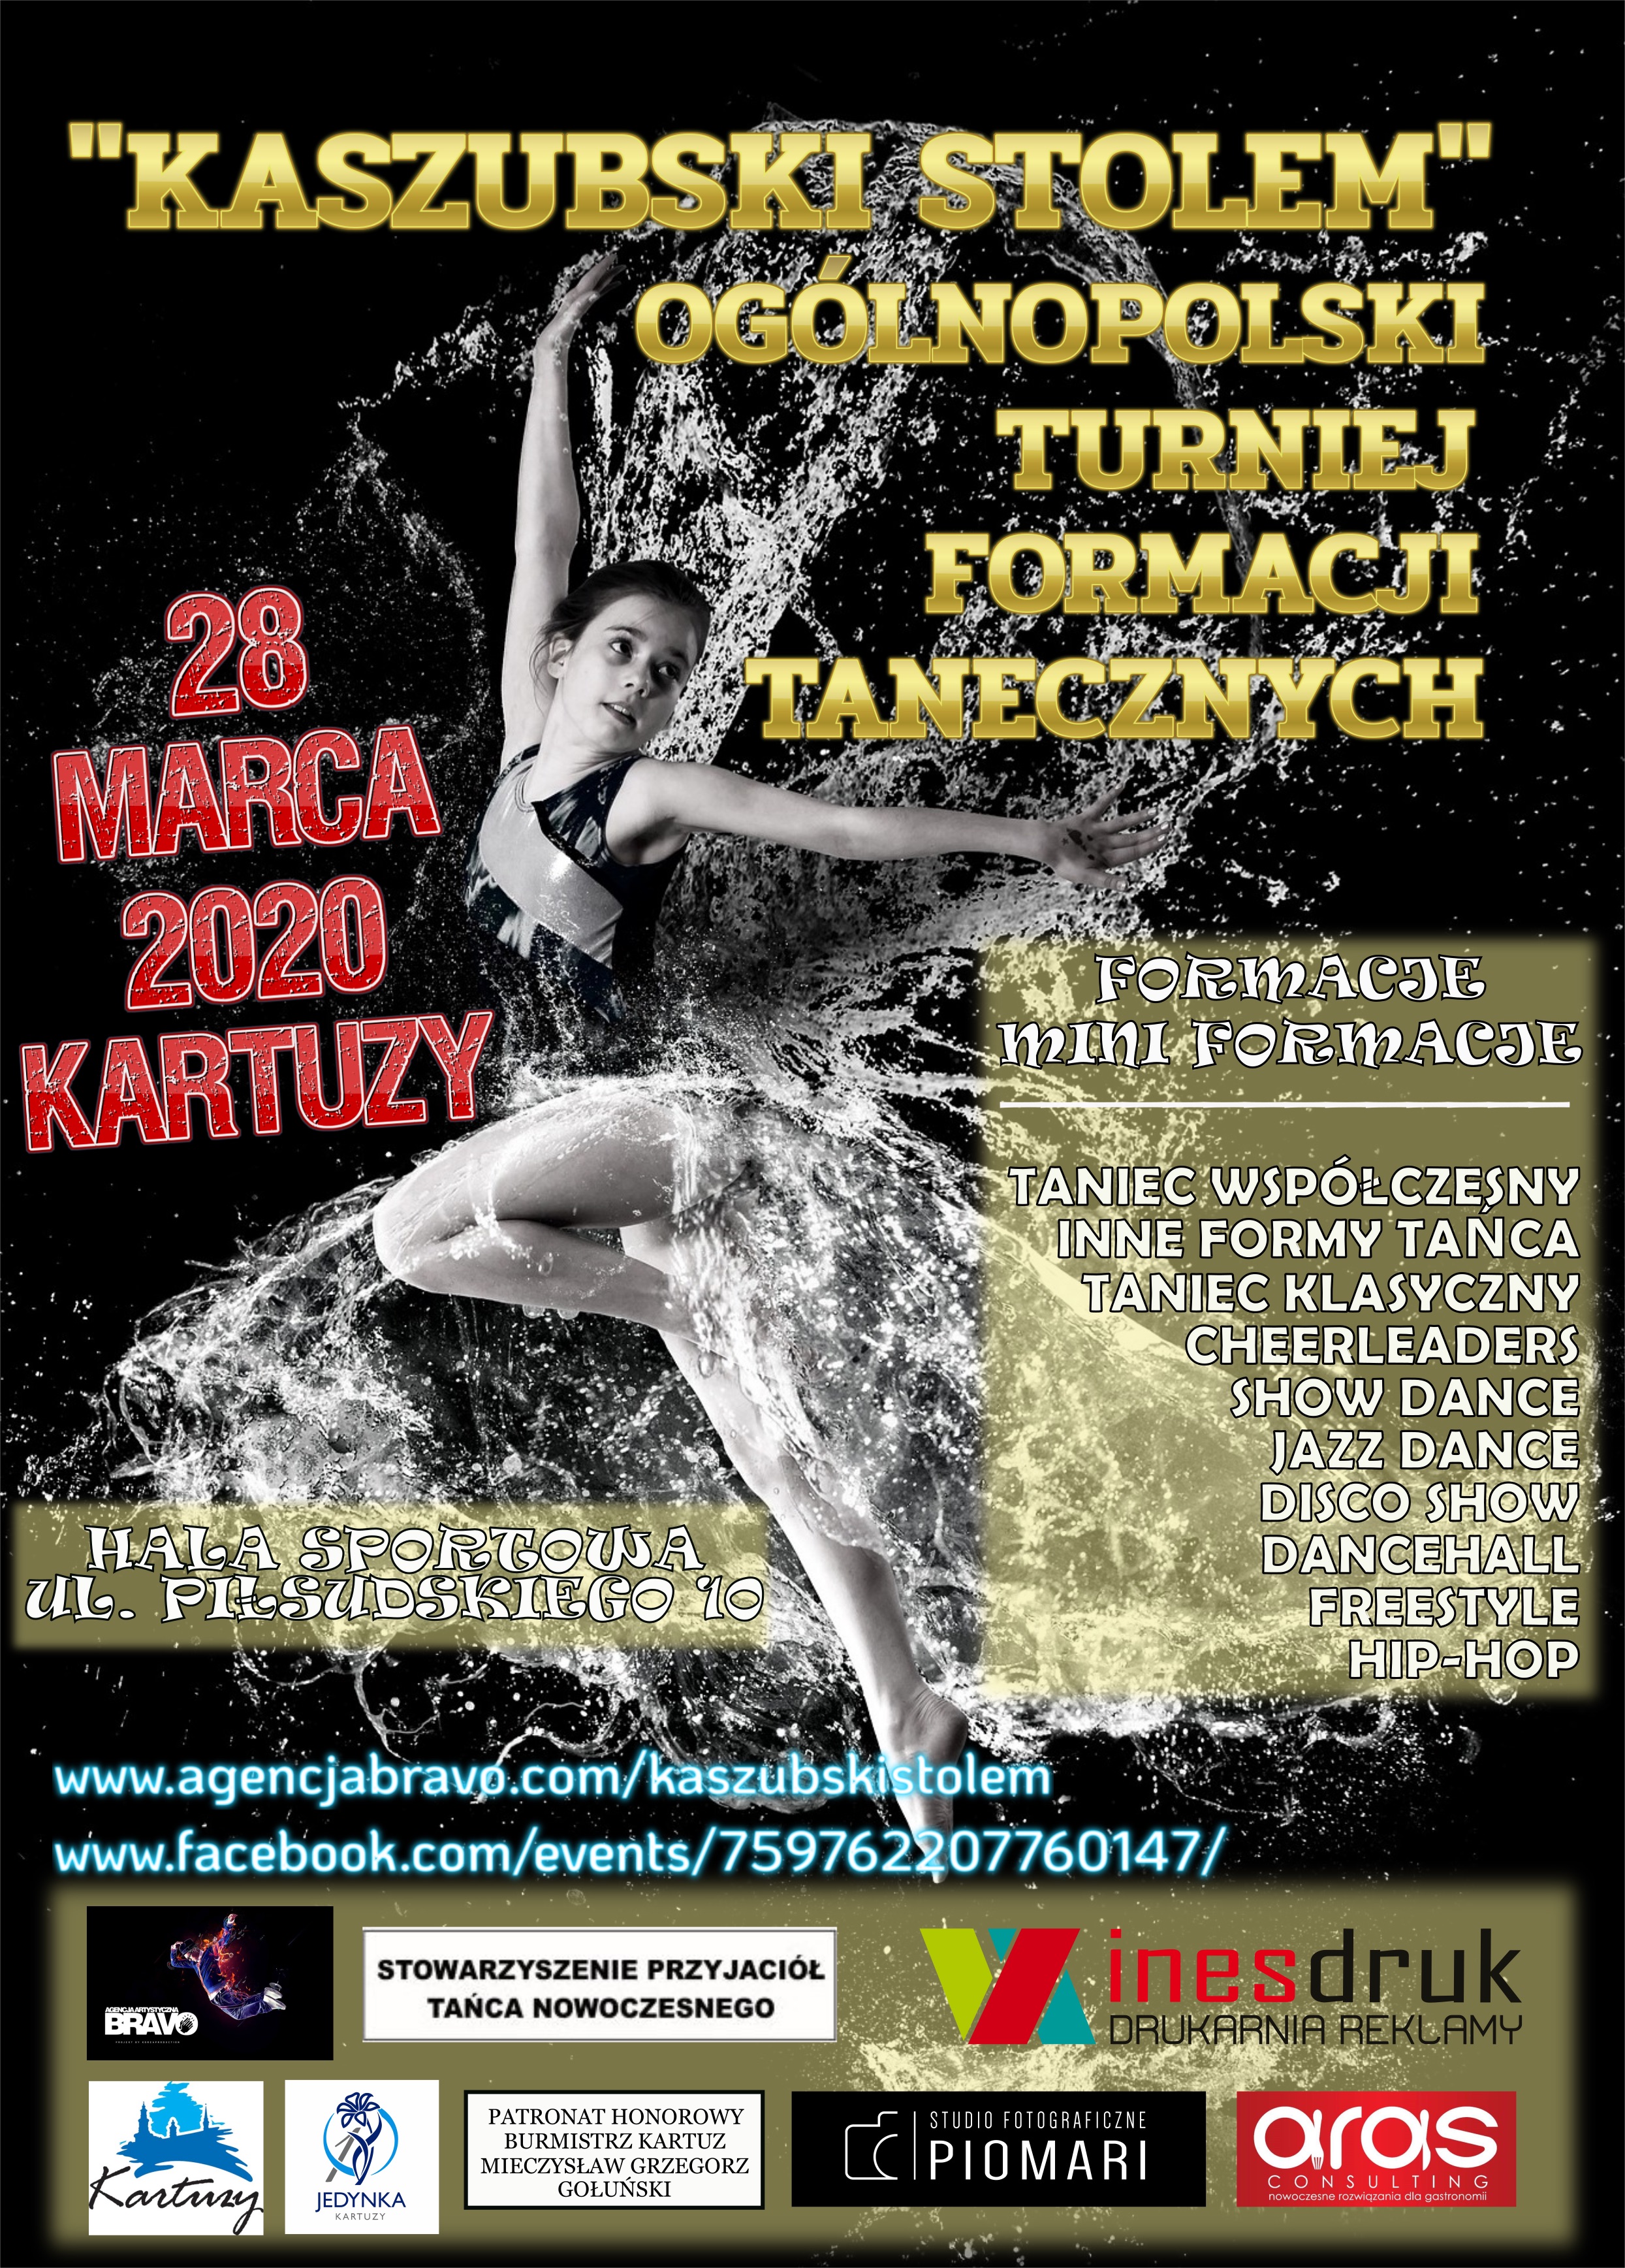 "KASZUBSKI STOLEM"
OGÓLNOPOLSKI
TURNIEJ
FORMACJI
TANECZNYCH
28
MARCA
2020
KARTUZY
FORMACJE
MINI FORMACJE
TANIEC WSPÓŁCZESNY
INNE FORMY TAŃCA
TANIEC KLASYCZNY
CHEERLEADERS
SHOW DANCE
JAZZ DANCE
DISCO SHOW
DANCEHALL
FREESTYLE
HIP-HOP
HALA SPORTOWA
UL. PIŁSUDSKIEGO 10
www.agencjabravo.com/kaszubskistolem
www.facebook.com/events/759762207760147/
AGENCJA ARTYSTYCZNA
BRAVO
STOWARZYSZENIE PRZYJACIÓŁ
TAŃCA NOWOCZESNEGO
inesdruk
DRUKARNIA REKLAMY
Kartuzy
JEDYNKA
KARTUZY
PATRONAT HONOROWY
BURMISTRZ KARTUZ
MIECZYSŁAW GRZEGORZ
GOŁUŃSKI
STUDIO FOTOGRAFICZNE
PIOMARI
aras
CONSULTING
nowoczesne rozwiązania dla gastronomii